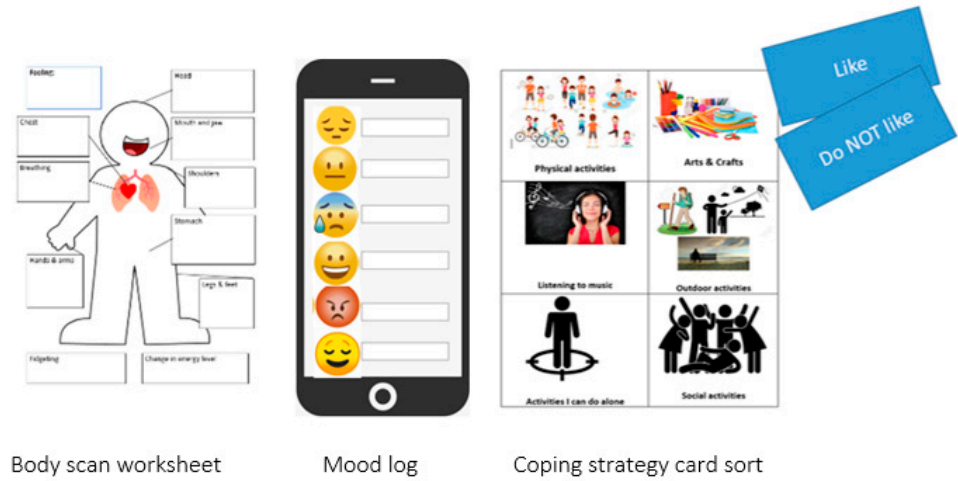 Feeling:
Head
Chest
Mouth and jaw
Breathing
Shoulders
Stomach
Hands & arms
Legs & feet
Fidgeting
Change in energy level
Physical activities
Arts & Crafts
Listening to music
Outdoor activities
Activities I can do alone
Social activities
Like
Do NOT like
Body scan worksheet
Mood log
Coping strategy card sort